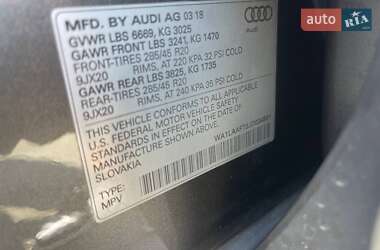 auto RIA.com
MFD. BY AUDI AG 03 18
GVWR LBS 6669, KG 3025
GAWR FRONT LBS 3241, KG 1470
FRONT TIRES 285/45 R20
9JX20 RIMS, AT 220 KPA 32 PSI COLD
GAWR REAR LBS 3825, KG 1735
REAR TIRES 285/45 R20
9JX20 RIMS, AT 240 KPA 35 PSI COLD
THIS VEHICLE CONFORMS TO ALL APPLICABLE
U.S. FEDERAL MOTOR VEHICLE SAFETY STANDARDS
IN EFFECT ON THE DATE OF
MANUFACTURE SHOWN ABOVE
SLOVAKIA
TYPE:
MPV
Audi